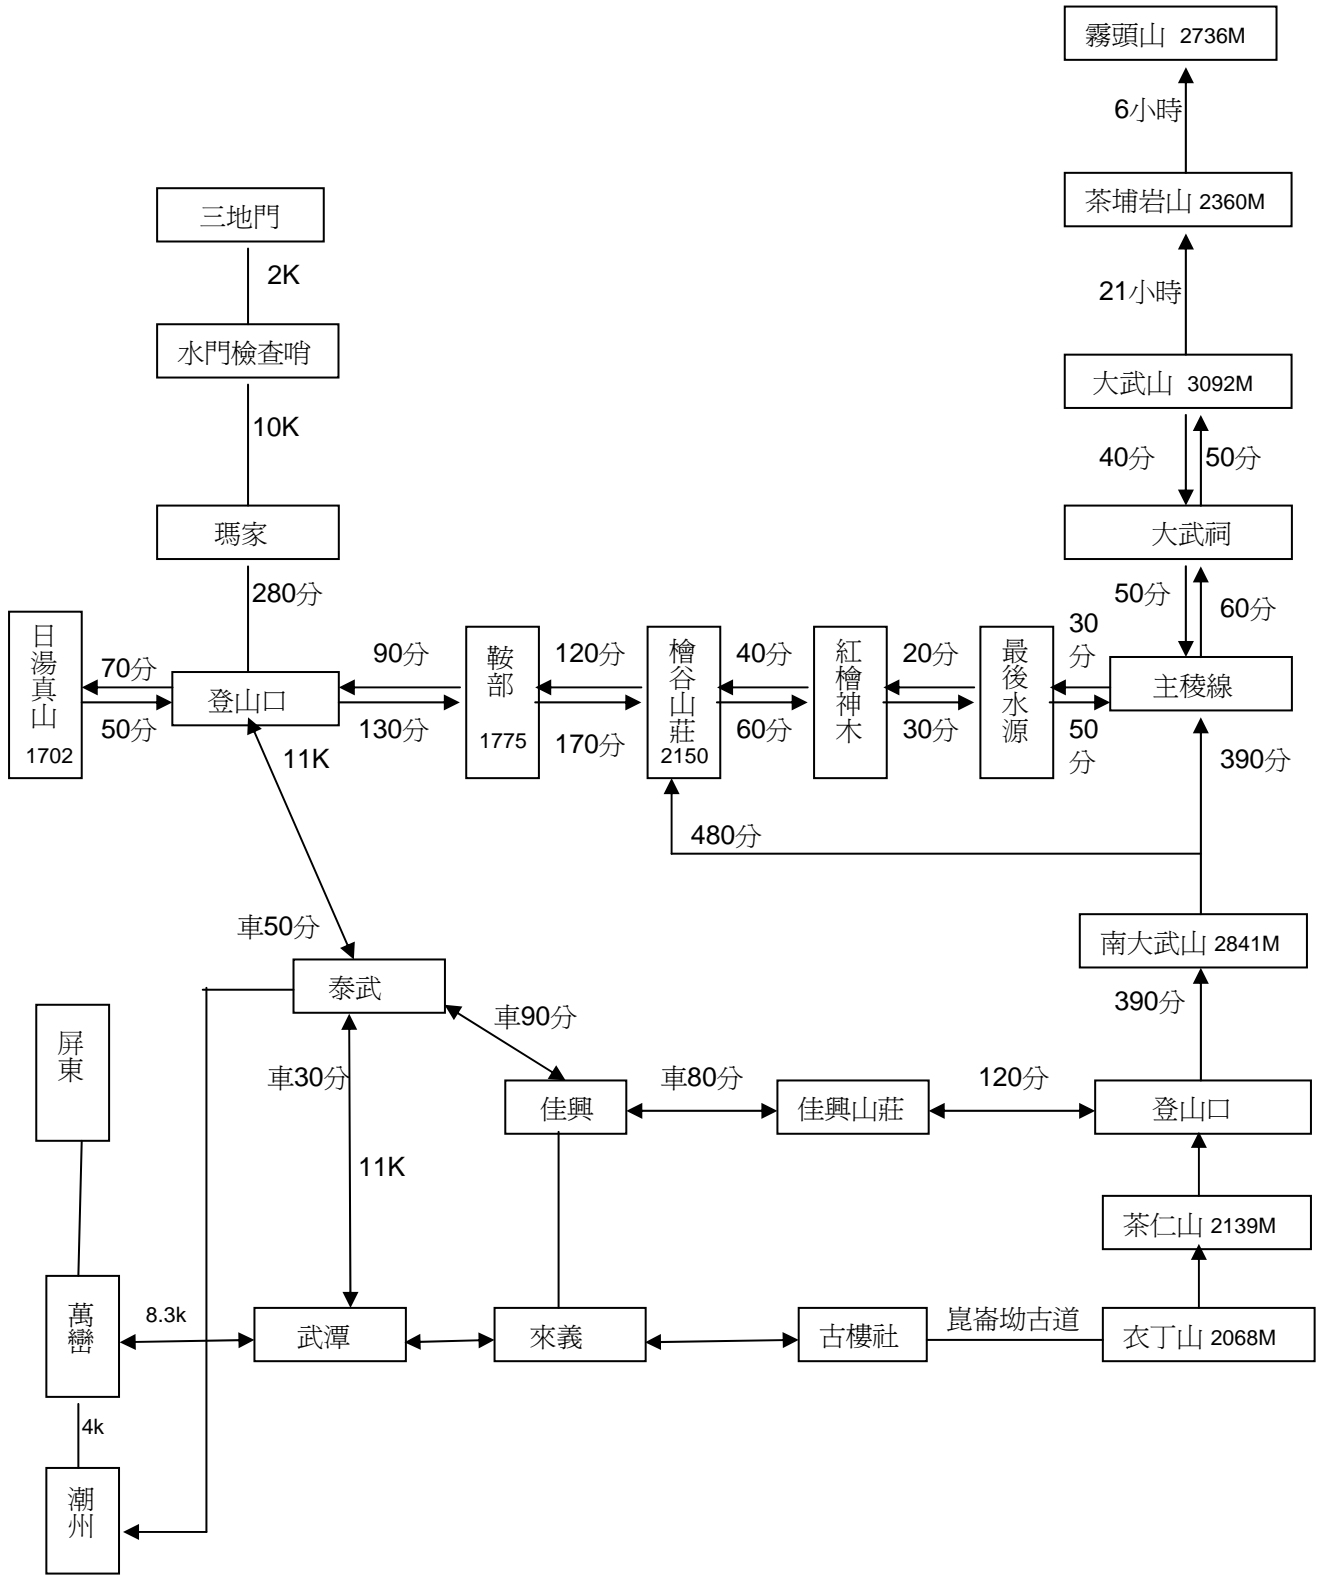 霧頭山 2736M
6小時
茶埔岩山 2360M
21小時
大武山 3092M
40分
50分
大武祠
50分
60分
三地門
2K
水門檢查哨
10K
瑪家
280分
日湯真山
1702
70分
50分
登山口
90分
130分
鞍部
1775
120分
170分
檜谷山莊
2150
40分
60分
紅檜神木
20分
30分
最後水源
30分
50分
主稜線
11K
480分
390分
車50分
南大武山 2841M
泰武
390分
車90分
車30分
屏東
佳興
車80分
佳興山莊
120分
登山口
11K
茶仁山 2139M
萬巒
8.3k
武潭
來義
古樓社
崑崙坳古道
衣丁山 2068M
4k
潮州